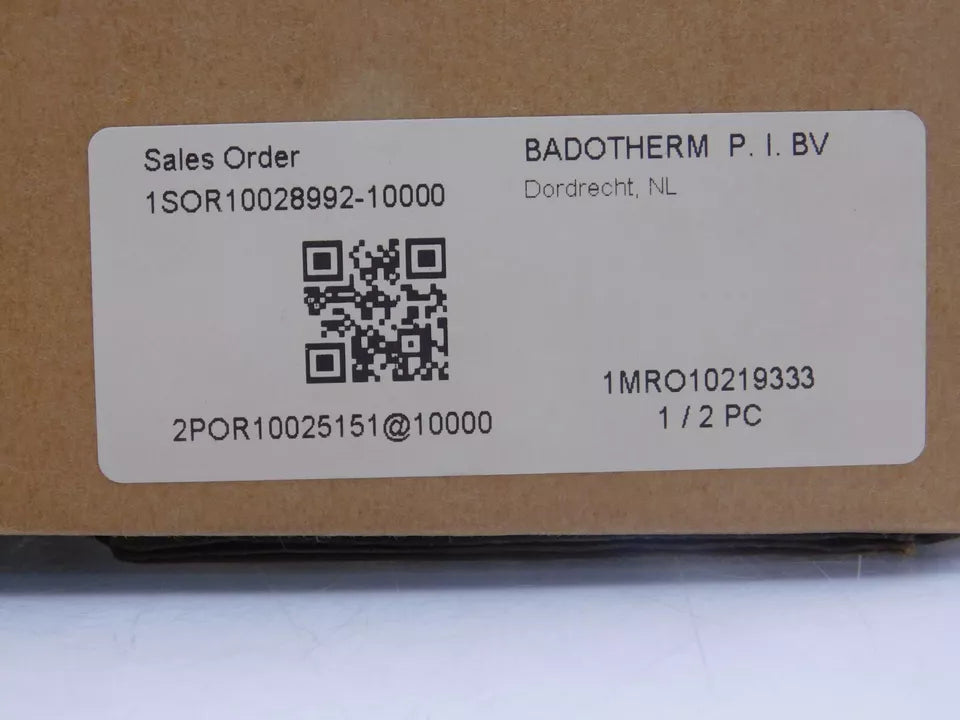 Sales Order
1SOR10028992-10000
BADOTHERM P. I. BV
Dordrecht, NL
2POR10025151@10000
1MRO10219333
1 / 2 PC